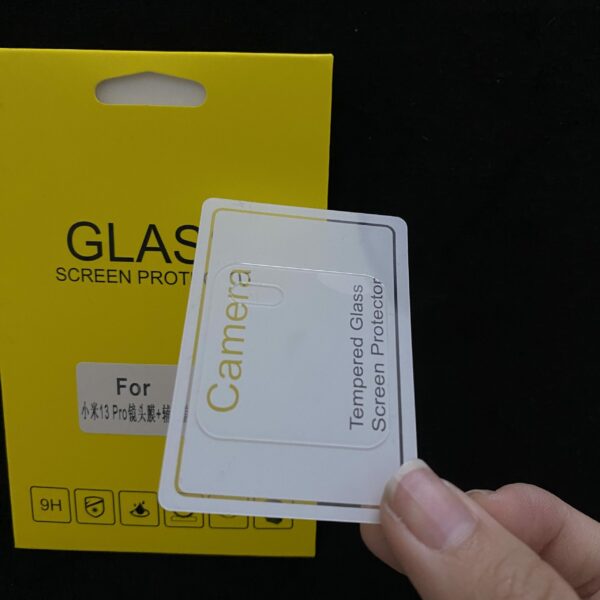 GLAS
SCREEN PROT
For
小米13 Pro镜头膜+辅
9H
Camera
Tempered Glass
Screen Protector